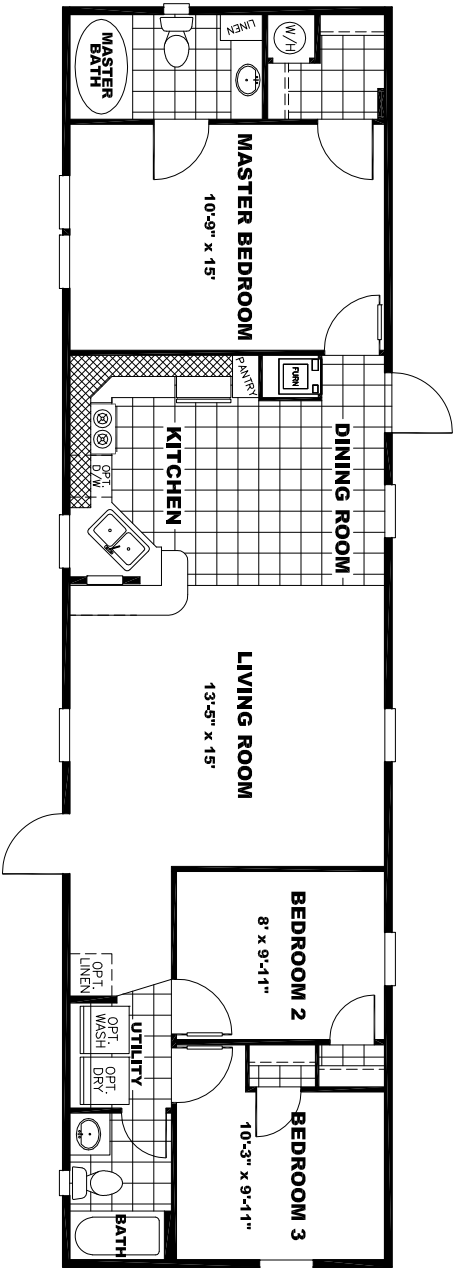 LINEN
W/H
MASTER
BATH
MASTER BEDROOM
10'-9" x 15'
PANTRY
FURN
KITCHEN
DINING ROOM
OPT.
D/W
LIVING ROOM
13'-5" x 15'
BEDROOM 2
8' x 9'-11"
OPT.
LINEN
UTILITY
OPT.
WASH
OPT.
DRY
BEDROOM 3
10'-3" x 9'-11"
BATH